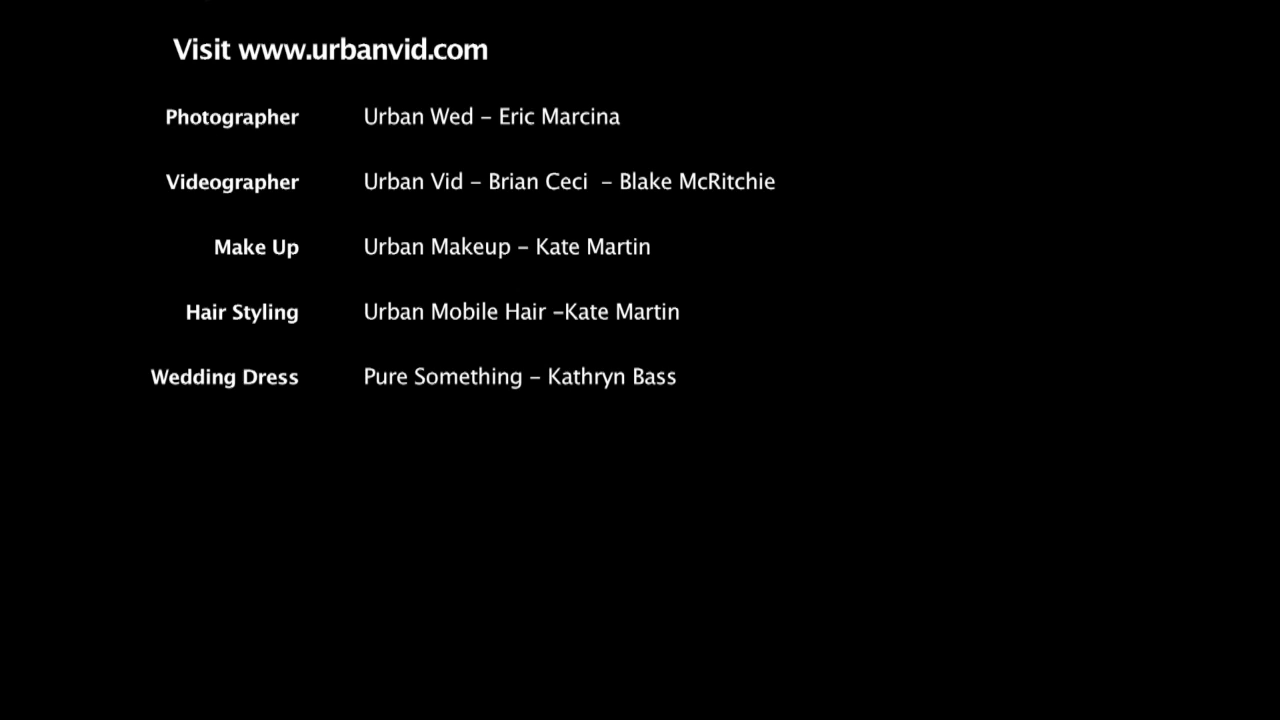 Visit www.urbanvid.com
Photographer Urban Wed – Eric Marcina
Videographer Urban Vid – Brian Ceci – Blake McRitchie
Make Up Urban Makeup – Kate Martin
Hair Styling Urban Mobile Hair –Kate Martin
Wedding Dress Pure Something – Kathryn Bass